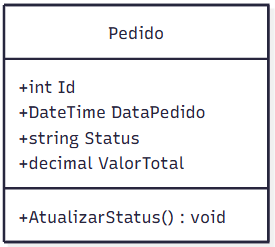 Pedido
+int Id
+DateTime DataPedido
+string Status
+decimal ValorTotal
+AtualizarStatus() : void